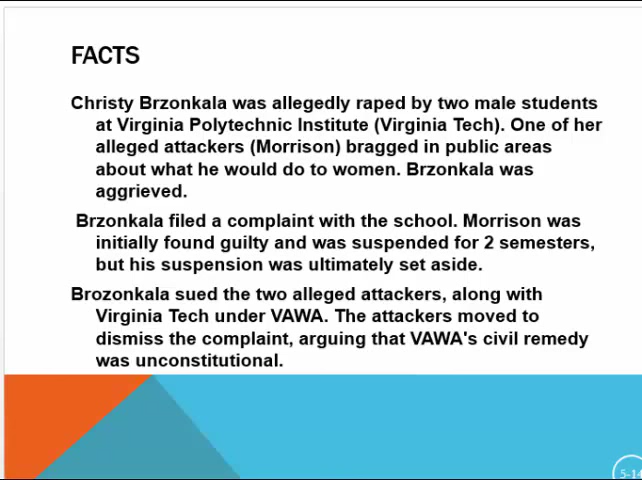 FACTS
Christy Brzonkala was allegedly raped by two male students
at Virginia Polytechnic Institute (Virginia Tech). One of her
alleged attackers (Morrison) bragged in public areas
about what he would do to women. Brzonkala was
aggrieved.
Brzonkala filed a complaint with the school. Morrison was
initially found guilty and was suspended for 2 semesters,
but his suspension was ultimately set aside.
Brozonkala sued the two alleged attackers, along with
Virginia Tech under VAWA. The attackers moved to
dismiss the complaint, arguing that VAWA's civil remedy
was unconstitutional.
5-14